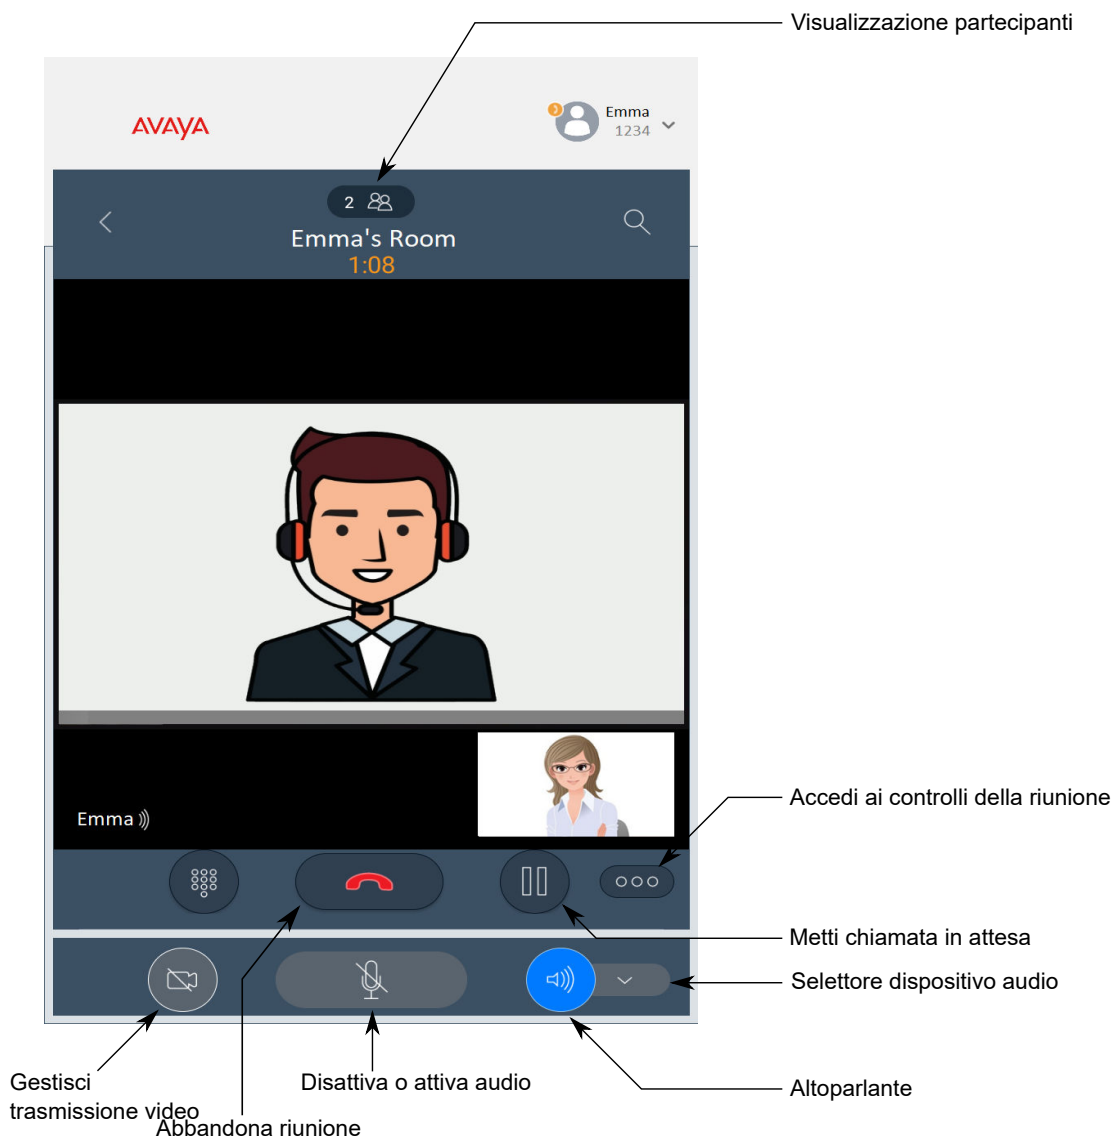 Visualizzazione partecipanti
AVAYA
Emma
1234
2
Emma's Room
1:08
Emma
Accedi ai controlli della riunione
Metti chiamata in attesa
Selettore dispositivo audio
Gestisci
trasmissione video
Disattiva o attiva audio
Altoparlante
Abbandona riunione